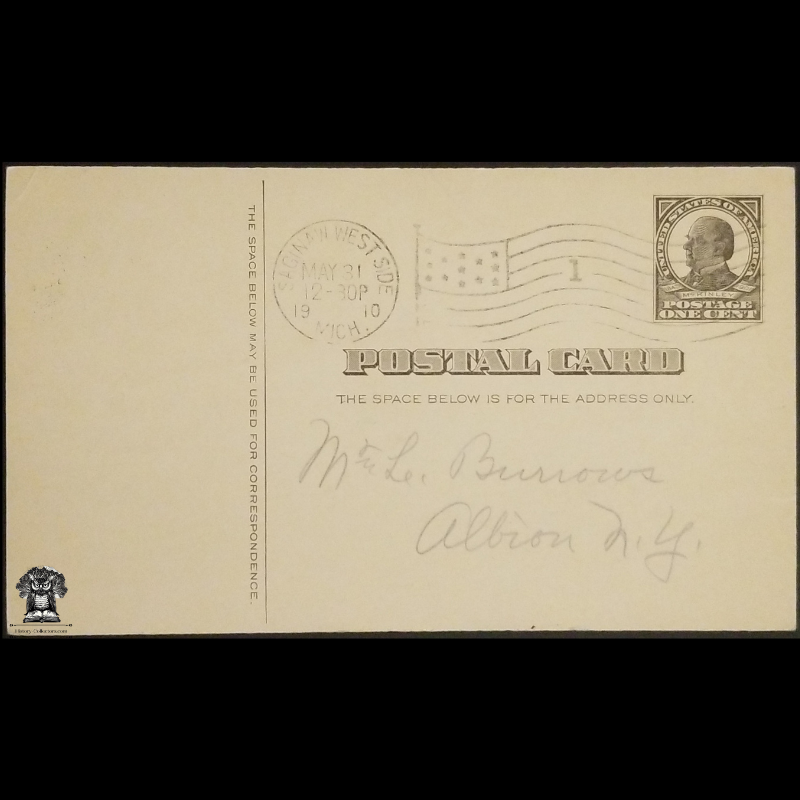 THE SPACE BELOW MAY BE USED FOR CORRESPONDENCE.
SAGINAW WEST SIDE
MAY 31
12-30P
19 10
MICH.
1
UNITED STATES OF AMERICA
McKINLEY
POSTAGE
ONE CENT
POSTAL CARD
THE SPACE BELOW IS FOR THE ADDRESS ONLY.
Burrows
Albion N.Y.